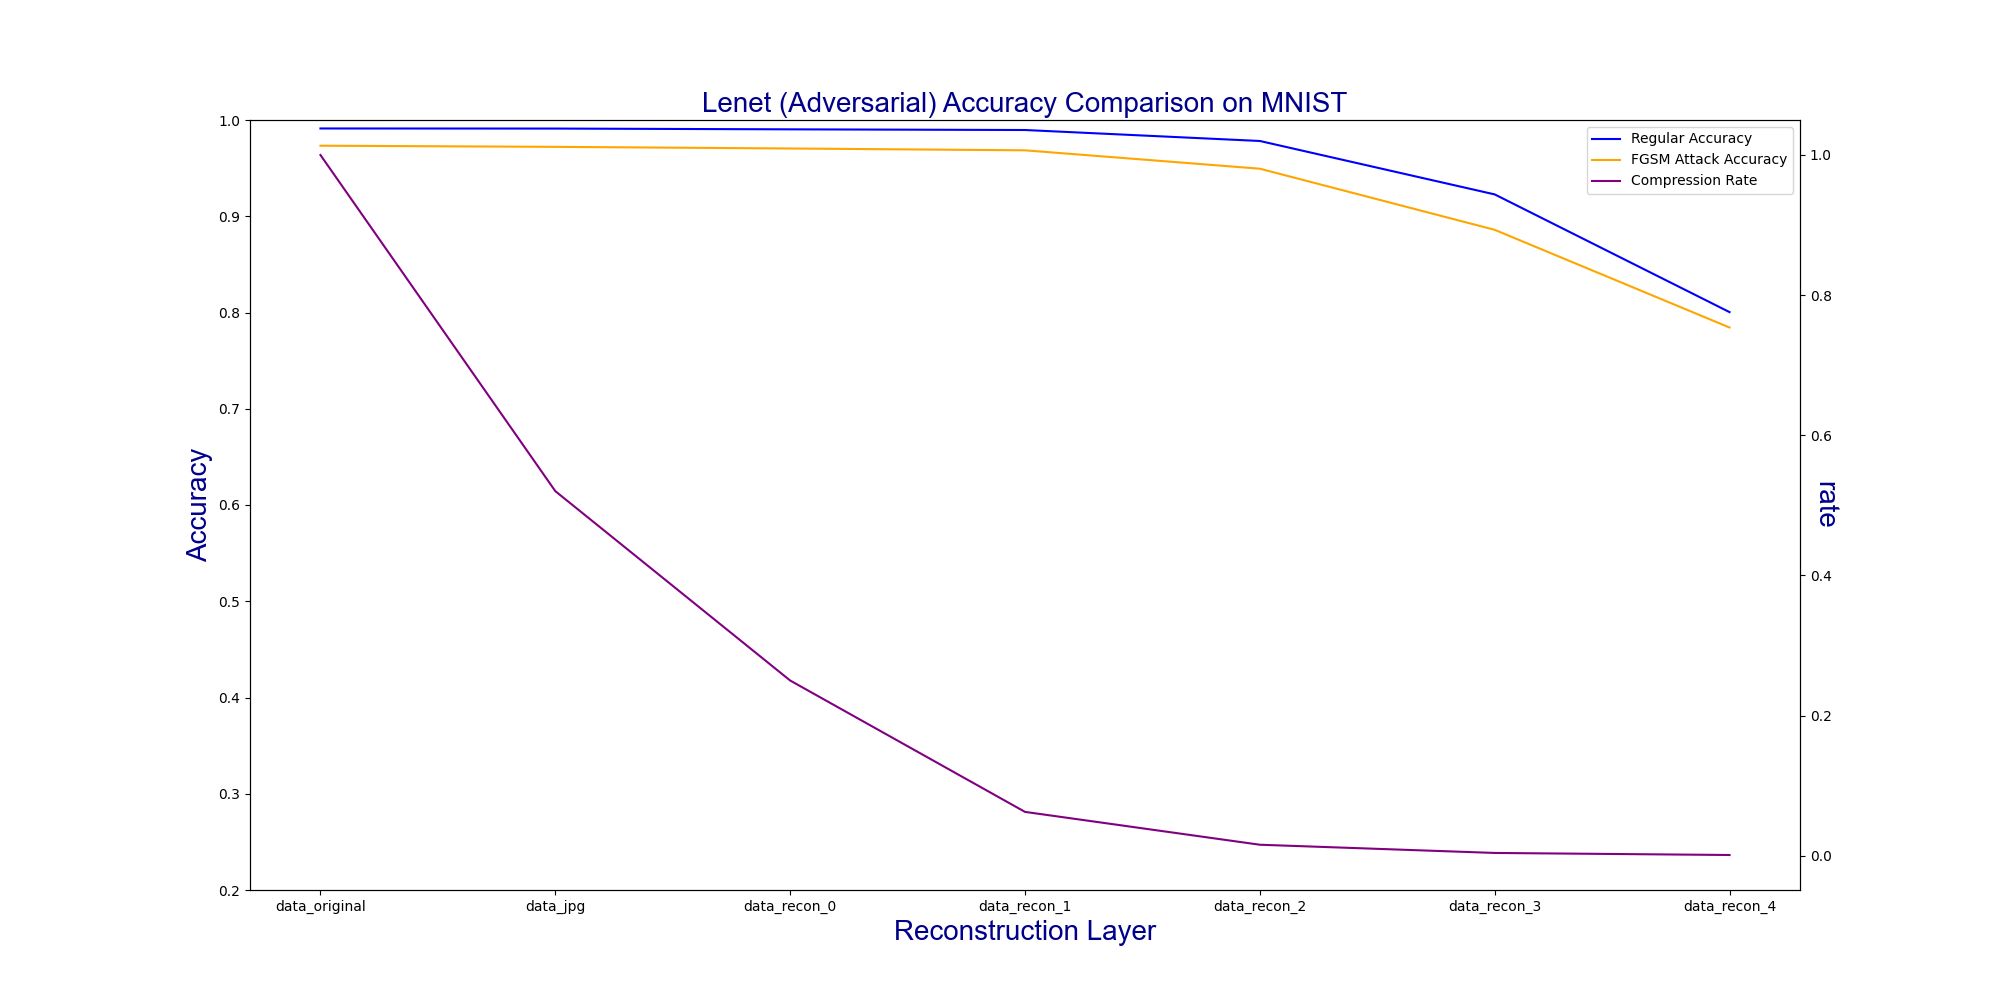 Lenet (Adversarial) Accuracy Comparison on MNIST
Regular Accuracy
FGSM Attack Accuracy
Compression Rate
1.0
0.9
0.8
0.7
0.6
0.5
0.4
0.3
0.2
Accuracy
1.0
0.8
0.6
0.4
0.2
0.0
rate
data_original data_jpg data_recon_0 data_recon_1 data_recon_2 data_recon_3 data_recon_4
Reconstruction Layer